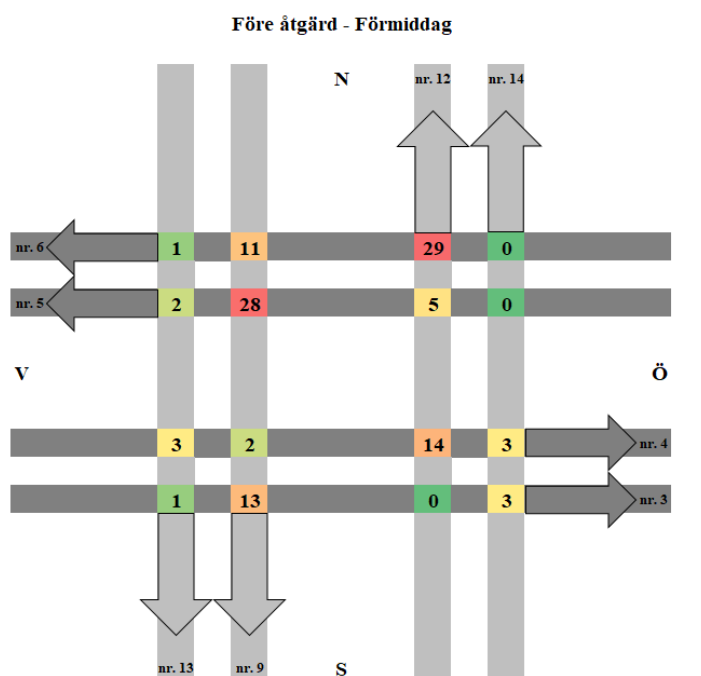 Före åtgärd - Förmiddag
N
nr. 12
nr. 14
nr. 6
1
11
29
0
nr. 5
2
28
5
0
V
Ö
3
2
14
3
nr. 4
1
13
0
3
nr. 3
nr. 13
nr. 9
S